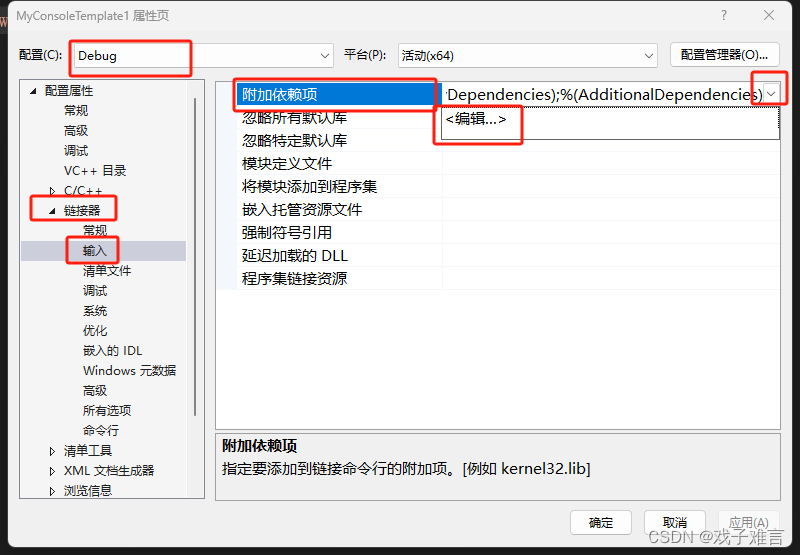 W
MyConsoleTemplate1 属性页
? 
配置(C): Debug 平台(P): 活动(x64) 配置管理器(O)...
配置属性
常规
高级
调试
VC++ 目录
C/C++
链接器
常规
输入
清单文件
调试
系统
优化
嵌入的 IDL
Windows 元数据
高级
所有选项
命令行
清单工具
XML 文档生成器
浏览信息
附加依赖项 Dependencies);%(AdditionalDependencies)
<编辑...>
忽略所有默认库
忽略特定默认库
模块定义文件
将模块添加到程序集
嵌入托管资源文件
强制符号引用
延迟加载的 DLL
程序集链接资源
附加依赖项
指定要添加到链接命令行的附加项。[例如 kernel32.lib]
确定 取消 应用(A)
CSDN @戏子难言